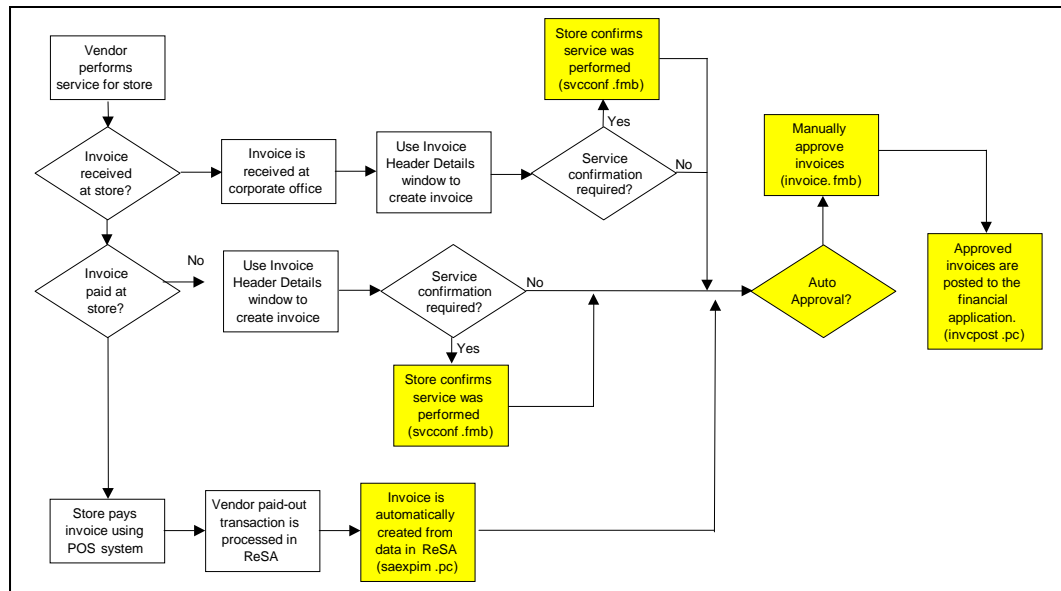 Vendor
performs
service for store
Invoice
received
at store?
Invoice is
received at
corporate office
Use Invoice
Header Details
window to
create invoice
Service
confirmation
required?
Yes
No
Store confirms
service was
performed
(svcconf .fmb)
Manually
approve
invoices
(invoice. fmb)
Invoice
paid at
store?
No
Use Invoice
Header Details
window to
create invoice
Service
confirmation
required?
No
Yes
Store confirms
service was
performed
(svcconf .fmb)
Auto
Approval?
Approved
invoices are
posted to the
financial
application.
(invcpost .pc)
Store pays
invoice using
POS system
Vendor paid-out
transaction is
processed in
ReSA
Invoice is
automatically
created from
data in ReSA
(saexpim .pc)